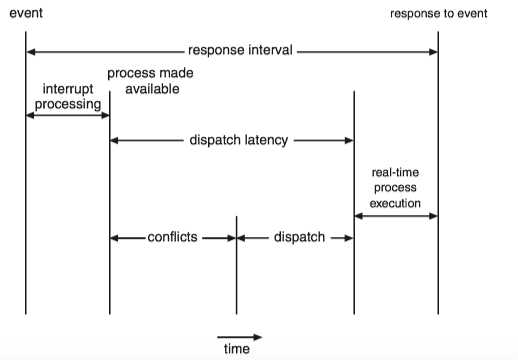 event
response to event
response interval
process made
available
interrupt
processing
dispatch latency
real-time
process
execution
conflicts
dispatch
time